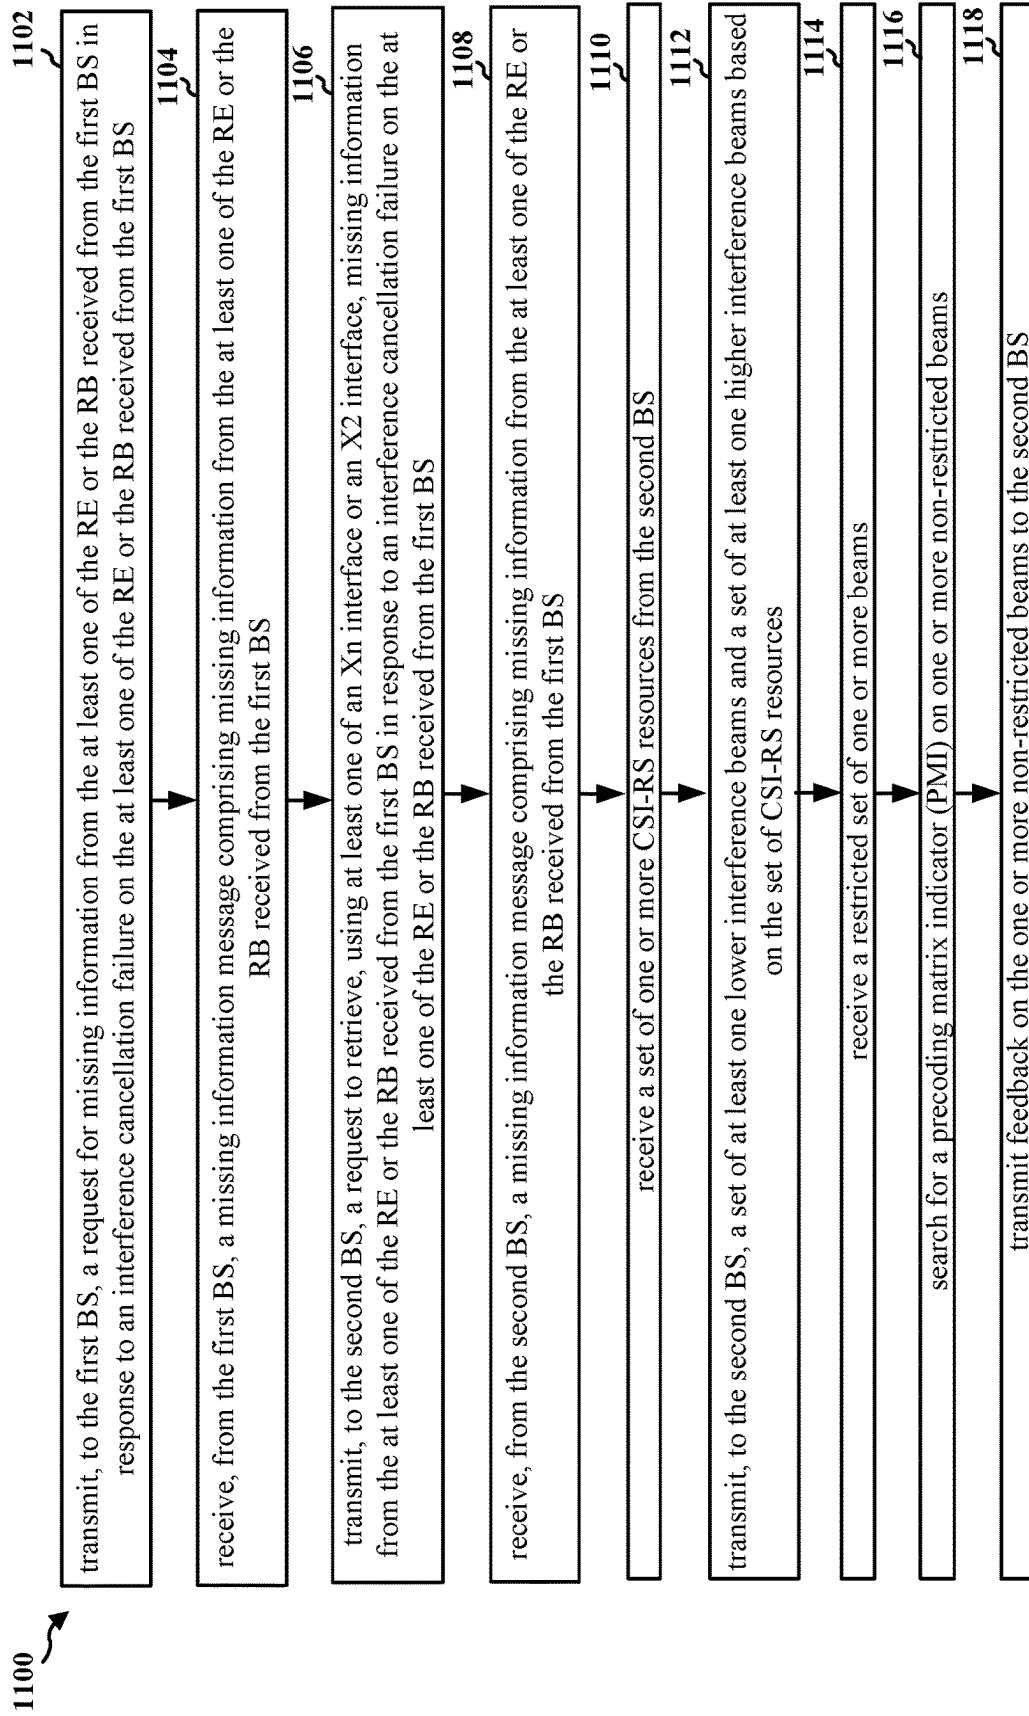 1100
1102
transmit, to the first BS, a request for missing information from the at least one of the RE or the RB received from the first BS in
response to an interference cancellation failure on the at least one of the RE or the RB received from the first BS
1104
receive, from the first BS, a missing information message comprising missing information from the at least one of the RE or the
RB received from the first BS
1106
transmit, to the second BS, a request to retrieve, using at least one of an Xn interface or an X2 interface, missing information
from the at least one of the RE or the RB received from the first BS in response to an interference cancellation failure on the at
least one of the RE or the RB received from the first BS
1108
receive, from the second BS, a missing information message comprising missing information from the at least one of the RE or
the RB received from the first BS
1110
receive a set of one or more CSI-RS resources from the second BS
1112
transmit, to the second BS, a set of at least one lower interference beams and a set of at least one higher interference beams based
on the set of CSI-RS resources
1114
receive a restricted set of one or more beams
1116
search for a precoding matrix indicator (PMI) on one or more non-restricted beams
1118
transmit feedback on the one or more non-restricted beams to the second BS